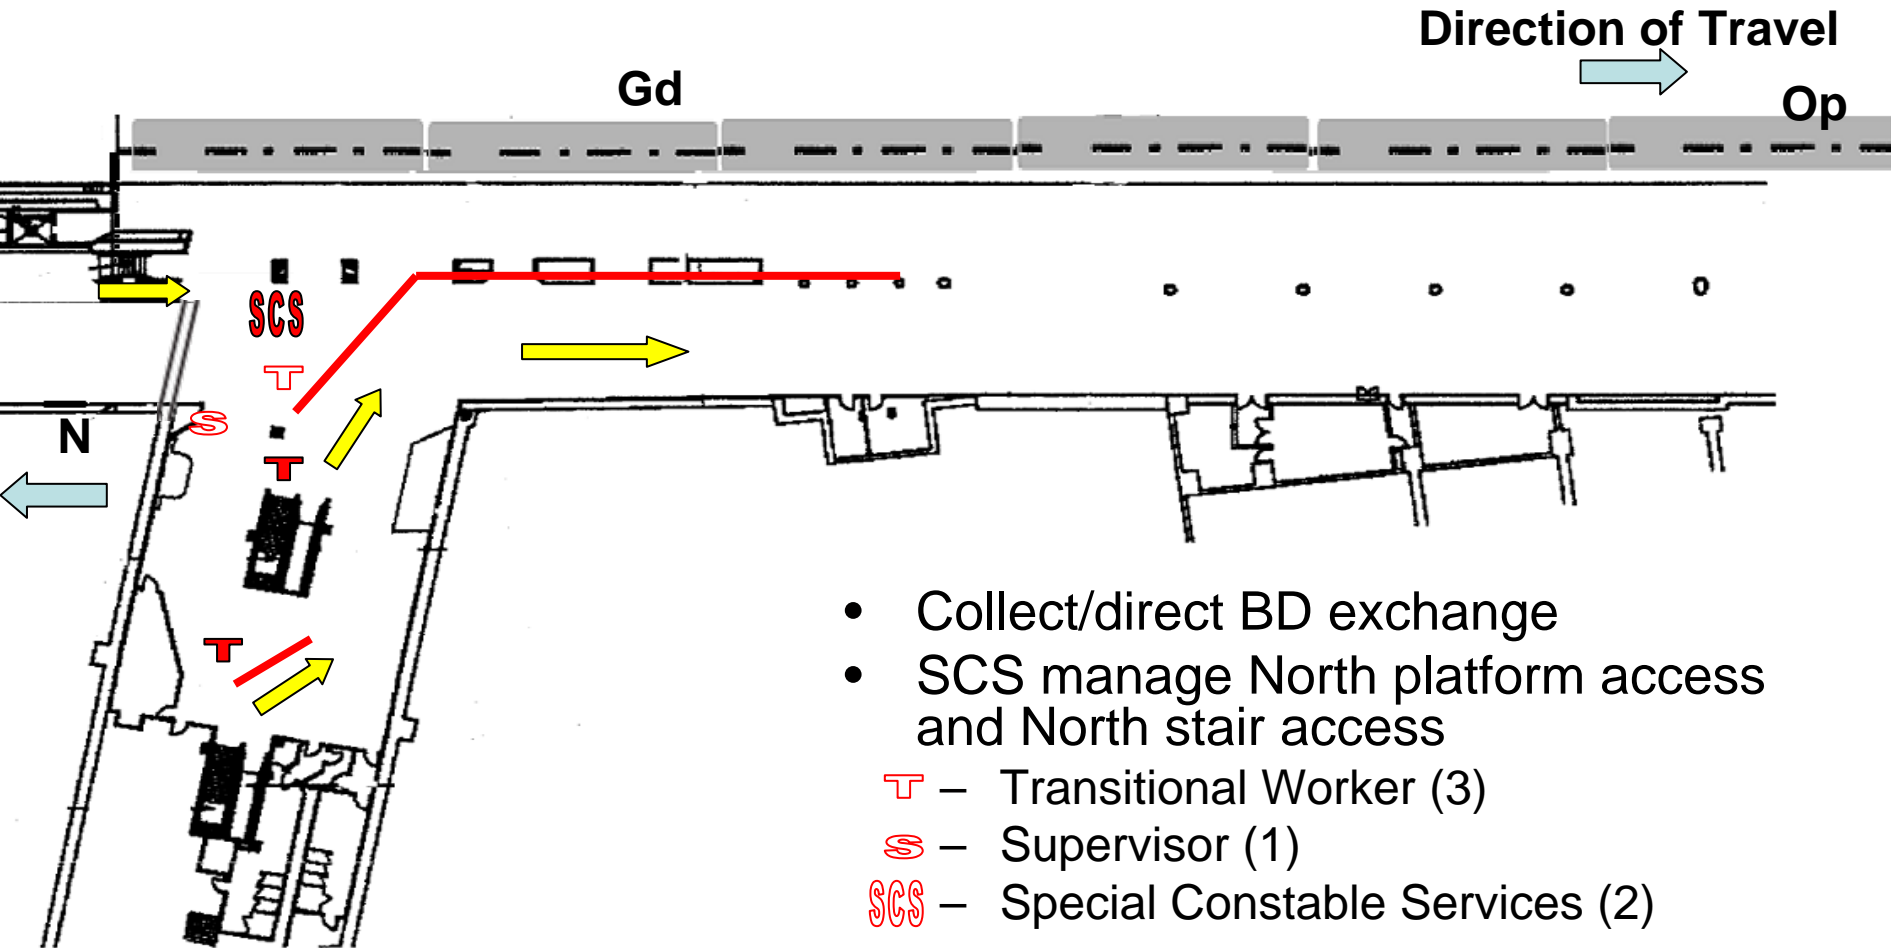 Direction of Travel
Gd
Op
SCS
T
S
N
T
T
• Collect/direct BD exchange
• SCS manage North platform access
and North stair access
T – Transitional Worker (3)
S – Supervisor (1)
SCS – Special Constable Services (2)